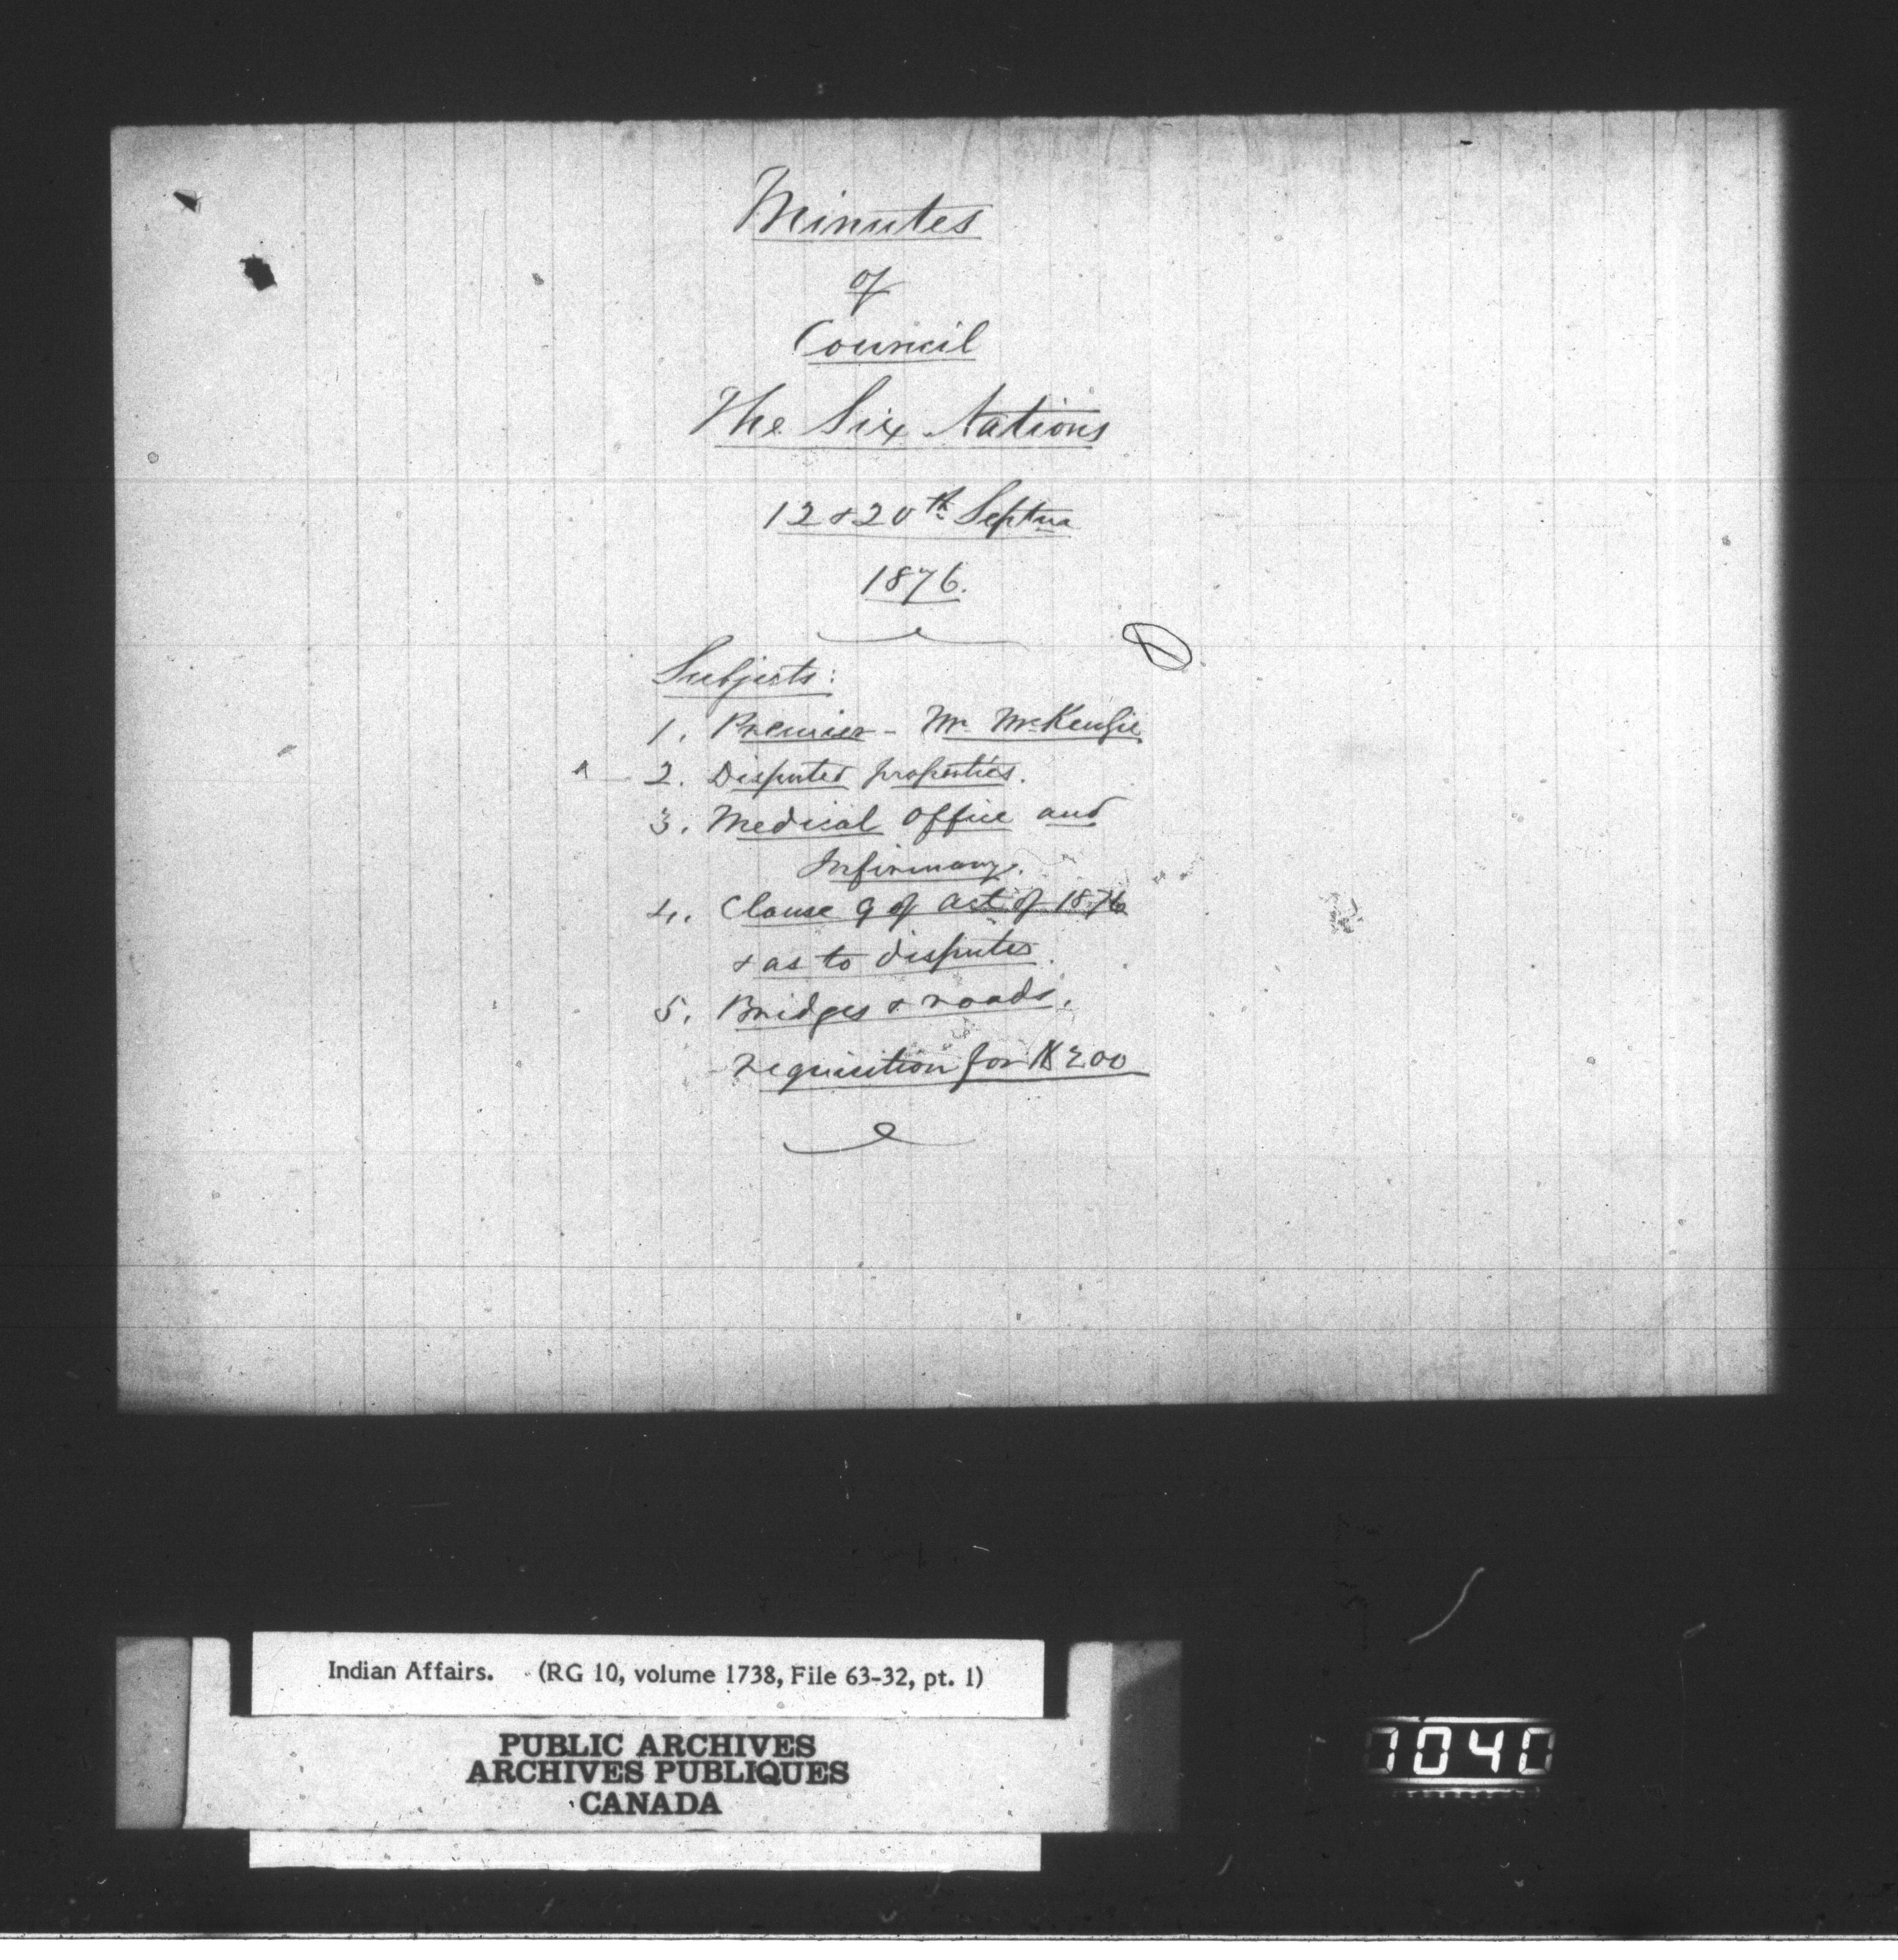 Minutes
of
Council
The Six Nations
12 & 20th Septr
1876.
Subjects:
1. Premier - Mr McKenzie
2. Disputed properties.
3. Medical Office and
Infirmary.
4. Clause 9 of Act of 1876
& as to disputes.
5. Bridges & roads.
requisition for $200
Indian Affairs. (RG 10, volume 1738, File 63-32, pt. 1)
PUBLIC ARCHIVES
ARCHIVES PUBLIQUES
CANADA
1040